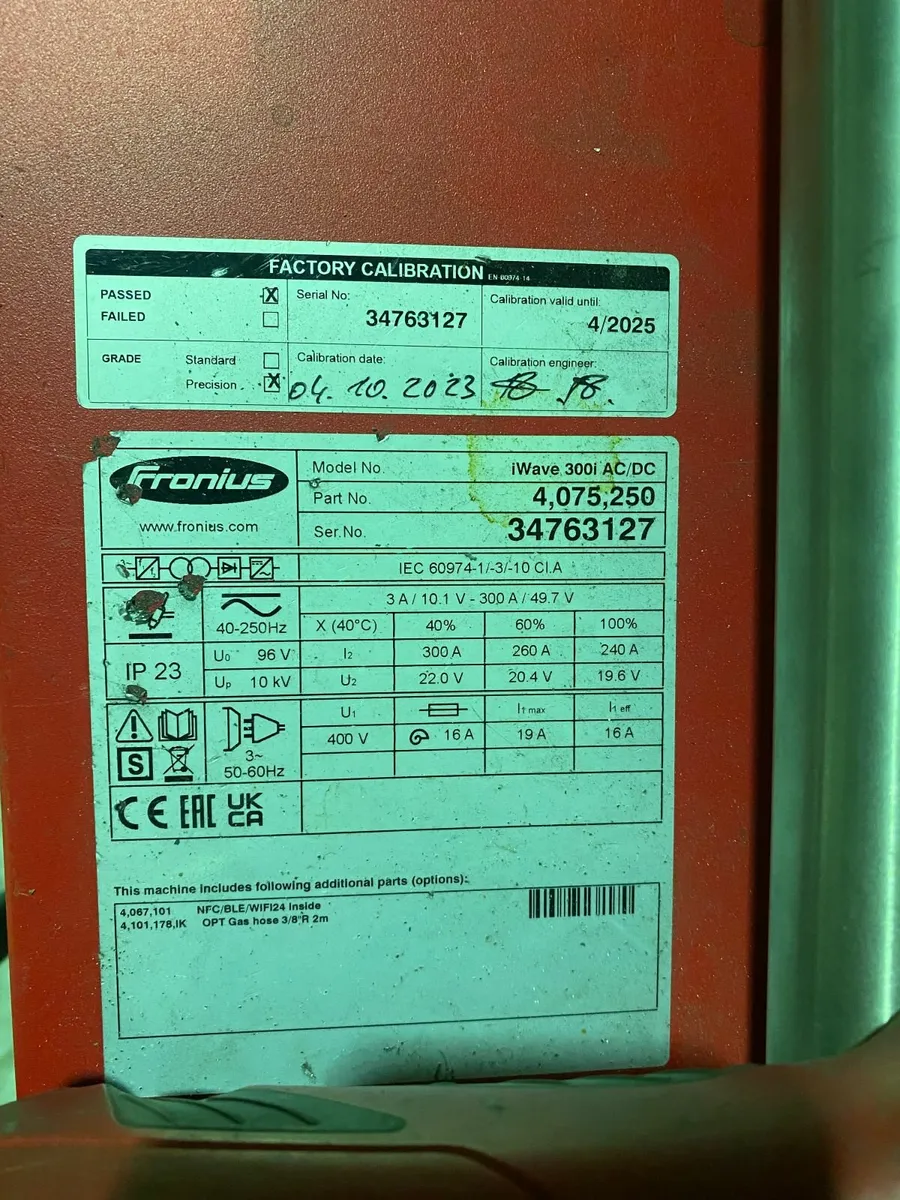 FACTORY CALIBRATION EN 60974-14
PASSED X
FAILED
Serial No:
34763127
Calibration valid until:
4/2025
GRADE Standard
Precision X
Calibration date:
04.10.2023
Calibration engineer:
Fronius
www.fronius.com
Model No. iWave 300i AC/DC
Part No. 4,075,250
Ser.No. 34763127
IEC 60974-1/-3/-10 Cl.A
3 A / 10.1 V - 300 A / 49.7 V
40-250Hz X (40°C) 40% 60% 100%
IP 23
U0 96 V I2 300 A 260 A 240 A
Up 10 kV U2 22.0 V 20.4 V 19.6 V
U1 I1 max I1 eff
400 V 16 A 19 A 16 A
S
3~
50-60Hz
CE EAC UK CA
This machine includes following additional parts (options):
4,067,101 NFC/BLE/WIFI24 Inside
4,101,178,IK OPT Gas hose 3/8"R 2m